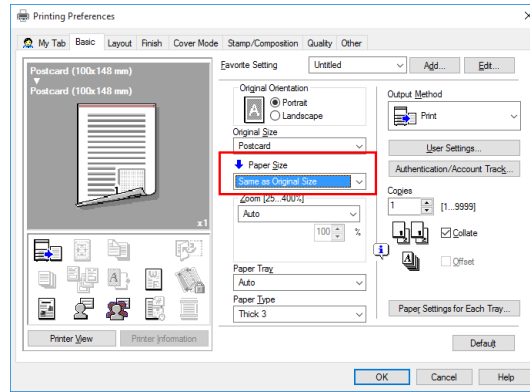 Printing Preferences
My Tab Basic Layout Finish Cover Mode Stamp/Composition Quality Other
Postcard (100x148 mm)
Postcard (100x148 mm)
1
x1
Printer View
Printer Information
Favorite Setting
Untitled
Add...
Edit...
Original Orientation
A
Portrait
Landscape
Original Size
Postcard
Paper Size
Same as Original Size
Zoom [25...400%]
Auto
100 %
Paper Tray
Auto
Paper Type
Thick 3
Output Method
Print
User Settings...
Authentication/Account Track...
Copies
1 [1...9999]
Collate
Offset
Paper Settings for Each Tray...
Default
OK Cancel Help